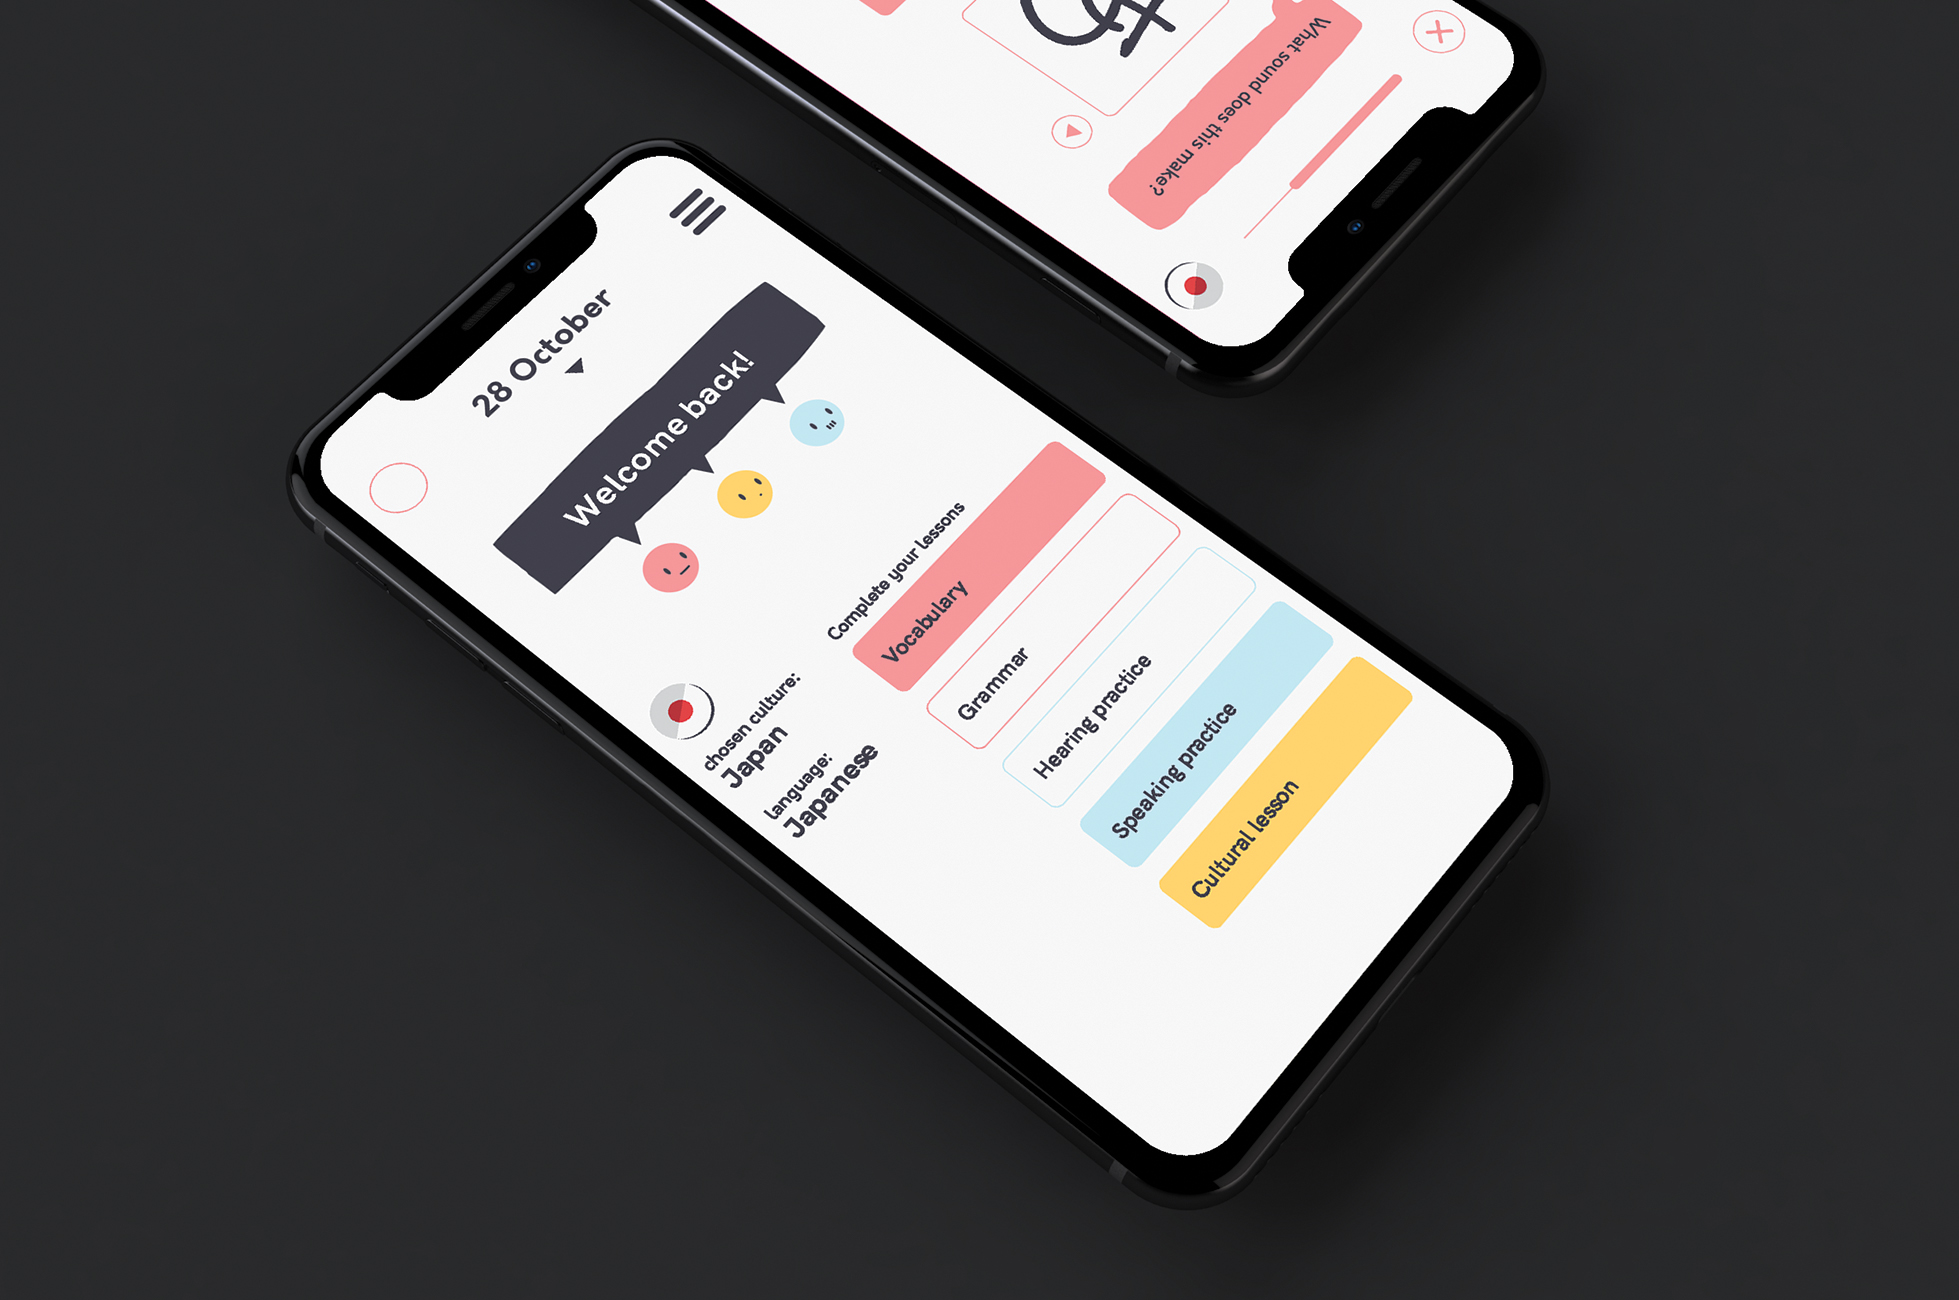 28 October
Welcome back!
chosen culture:
Japan
language:
Japanese
Complete your lessons
Vocabulary
Grammar
Hearing practice
Speaking practice
Cultural lesson
What sound does this make?